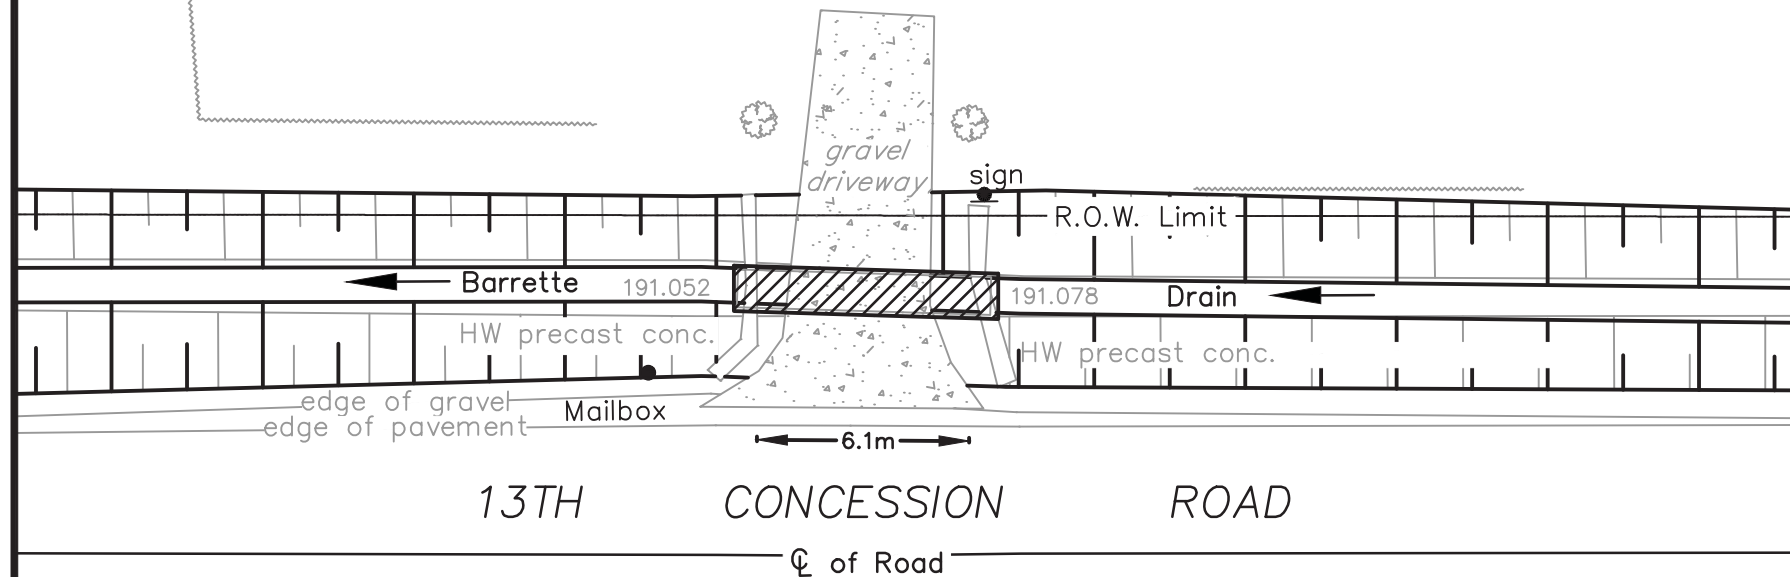 gravel
driveway
sign
R.O.W. Limit
Barrette
191.052
191.078
Drain
HW precast conc.
HW precast conc.
edge of gravel
Mailbox
edge of pavement
6.1m
13TH CONCESSION ROAD
℄ of Road